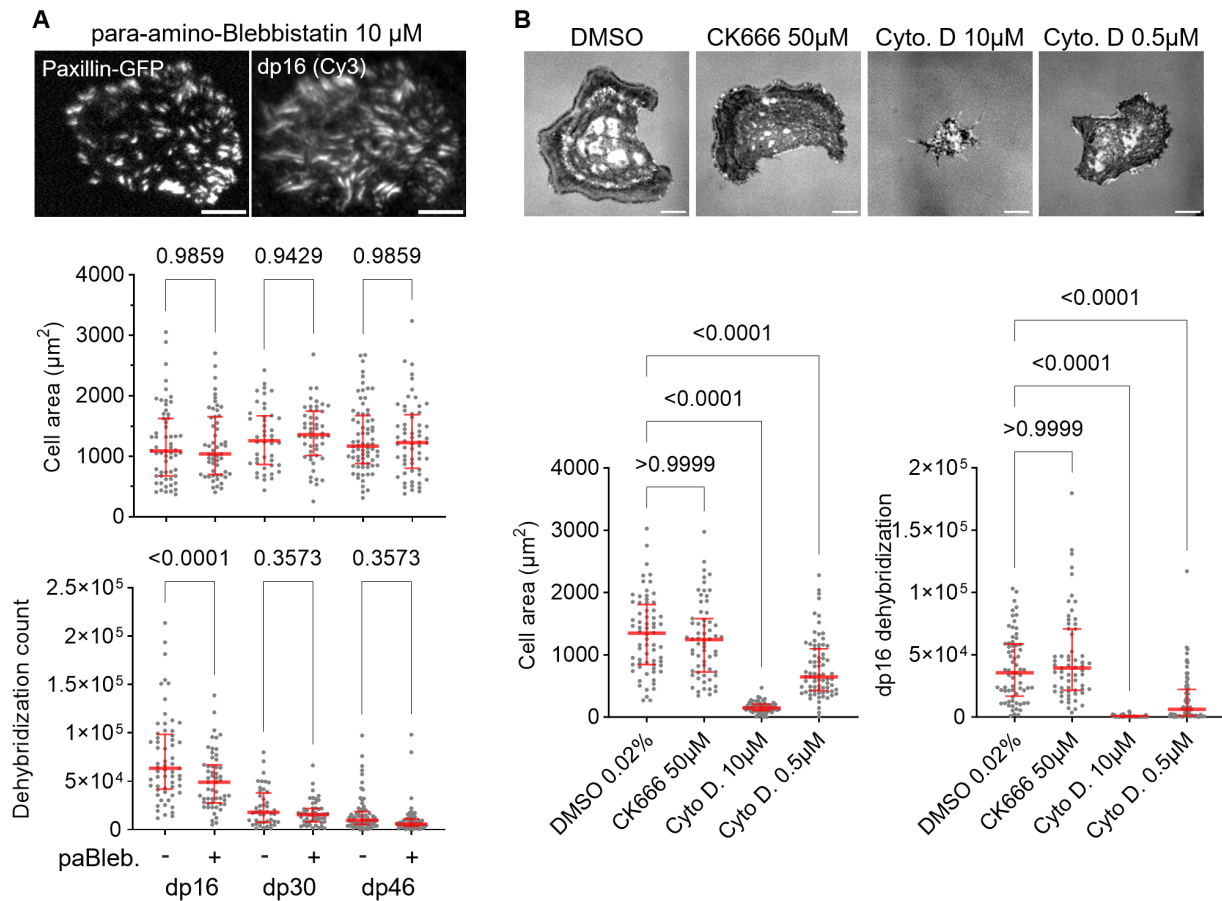 A
para-amino-Blebbistatin 10 µM
Paxillin-GFP
dp16 (Cy3)
0.9859
0.9429
0.9859
Cell area (µm²)
4000
3000
2000
1000
0
<0.0001
0.3573
0.3573
Dehybridization count
2.5×10⁵
2×10⁵
1.5×10⁵
1×10⁵
5×10⁴
0
paBleb.
- + - + - +
dp16 dp30 dp46
B
DMSO
CK666 50µM
Cyto. D 10µM
Cyto. D 0.5µM
<0.0001
<0.0001
>0.9999
Cell area (µm²)
4000
3000
2000
1000
0
DMSO 0.02%
CK666 50µM
Cyto D. 10µM
Cyto D. 0.5µM
<0.0001
<0.0001
>0.9999
dp16 dehybridization
2×10⁵
1.5×10⁵
1×10⁵
5×10⁴
0
DMSO 0.02%
CK666 50µM
Cyto D. 10µM
Cyto D. 0.5µM